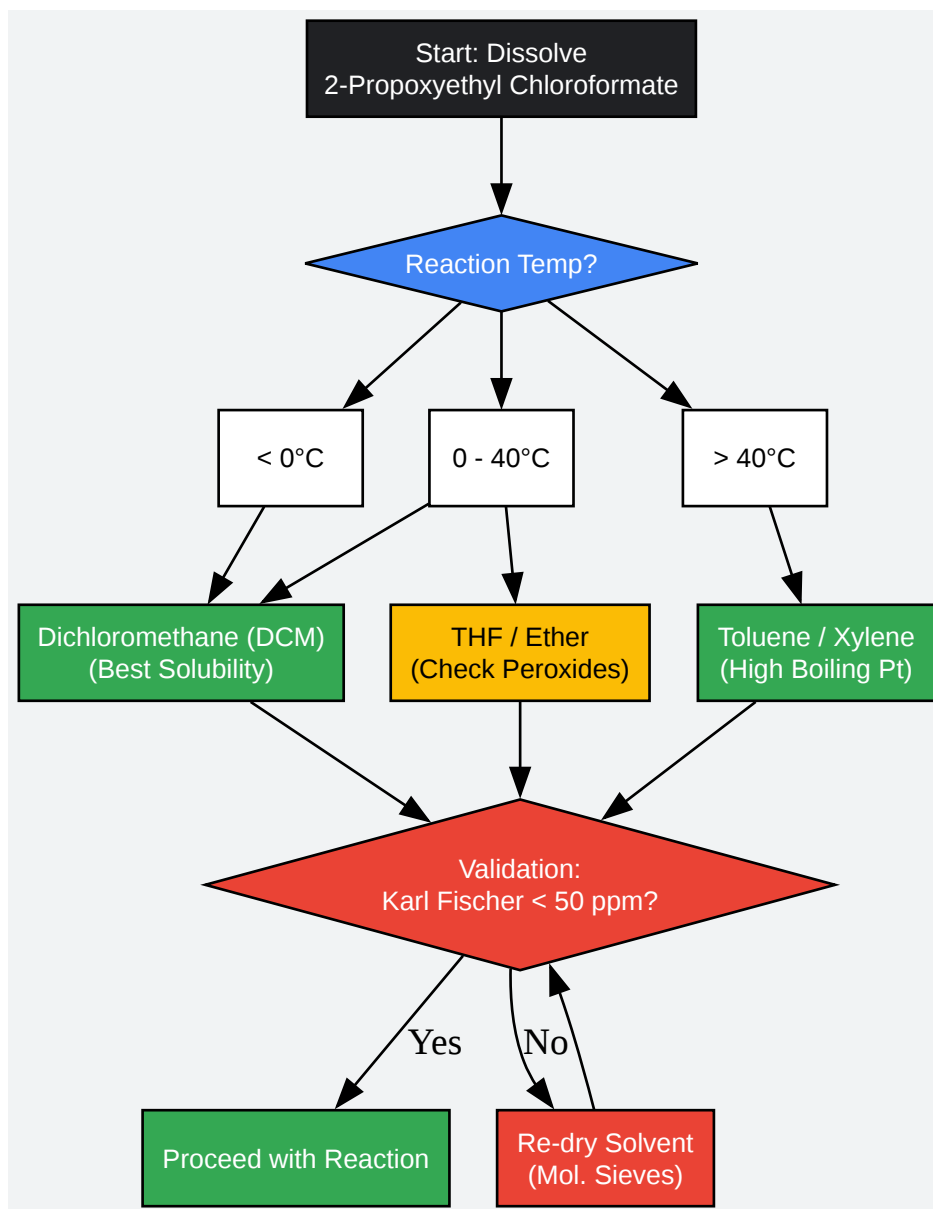 Start: Dissolve
2-Propoxyethyl Chloroformate
Reaction Temp?
< 0°C
0 - 40°C
> 40°C
Dichloromethane (DCM)
(Best Solubility)
THF / Ether
(Check Peroxides)
Toluene / Xylene
(High Boiling Pt)
Validation:
Karl Fischer < 50 ppm?
Yes
No
Proceed with Reaction
Re-dry Solvent
(Mol. Sieves)